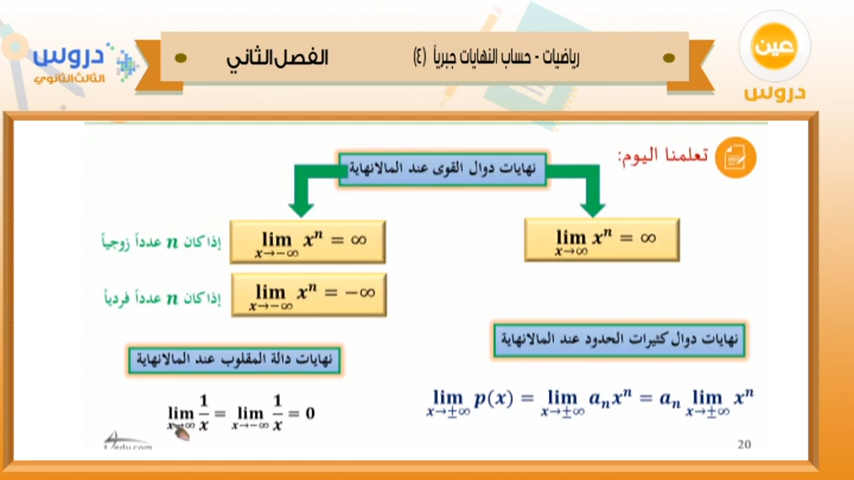 عين
دروس
رياضيات - حساب النهايات جبرياً (٤)
الفصل الثاني
دروس
الثالث الثانوي
تعلمنا اليوم:
نهايات دوال القوى عند المالانهاية
lim x→∞ xⁿ = ∞
lim x→−∞ xⁿ = ∞ إذا كان n عدداً زوجياً
lim x→−∞ xⁿ = −∞ إذا كان n عدداً فردياً
نهايات دوال كثيرات الحدود عند المالانهاية
lim x→±∞ p(x) = lim x→±∞ aₙxⁿ = aₙ lim x→±∞ xⁿ
نهايات دالة المقلوب عند المالانهاية
lim x→∞ 1/x = lim x→−∞ 1/x = 0
20